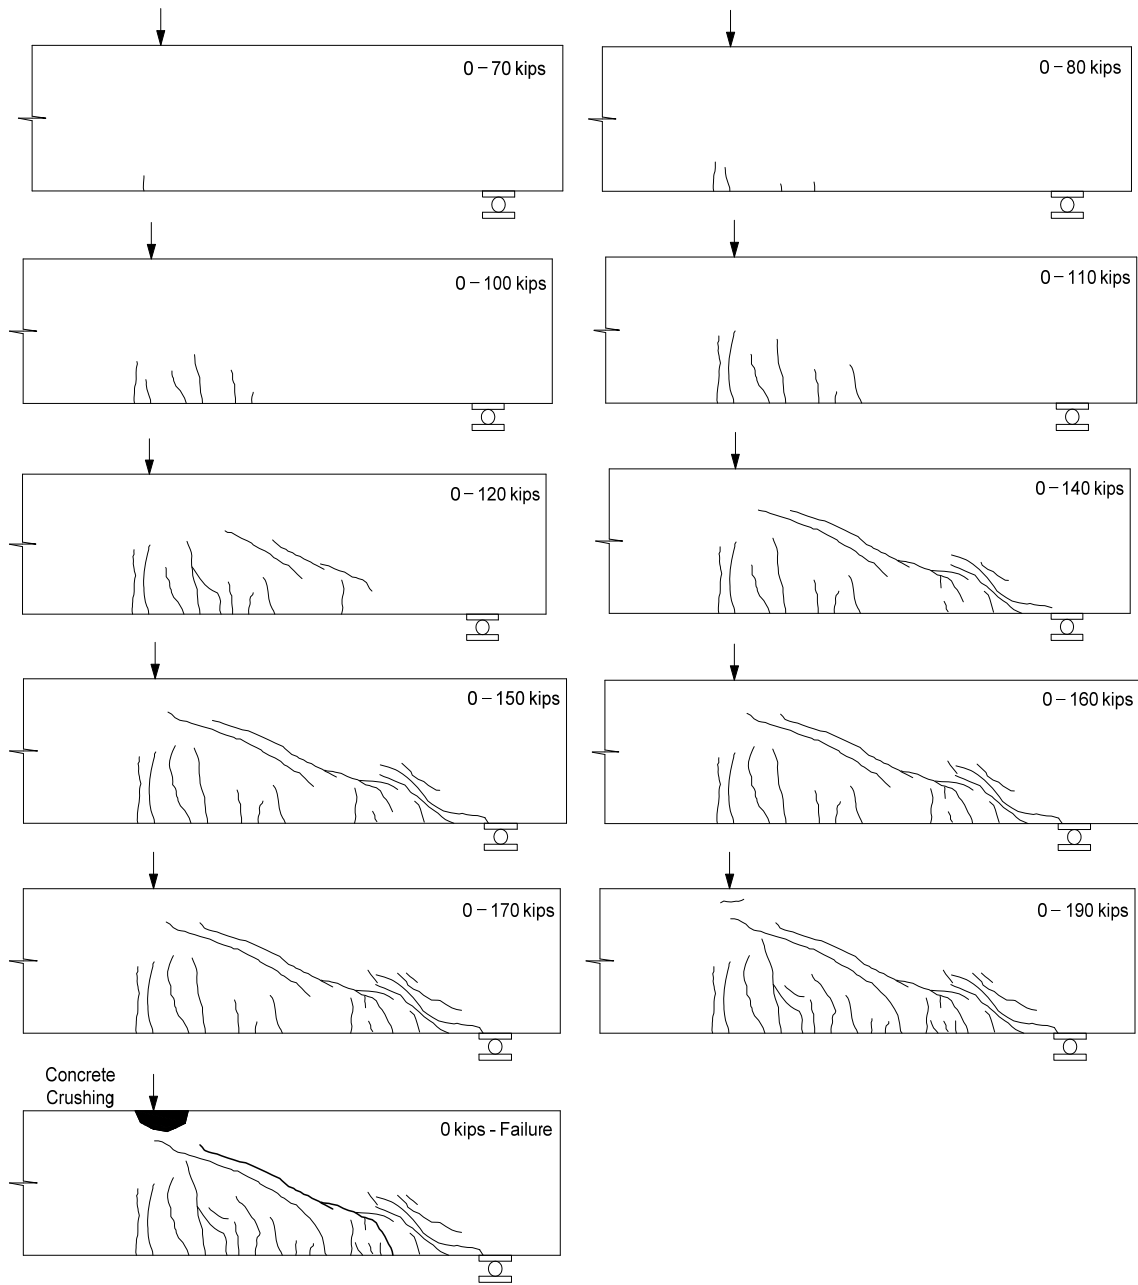 0 – 70 kips
0 – 80 kips
0 – 100 kips
0 – 110 kips
0 – 120 kips
0 – 140 kips
0 – 150 kips
0 – 160 kips
0 – 170 kips
0 – 190 kips
Concrete
Crushing
0 kips - Failure